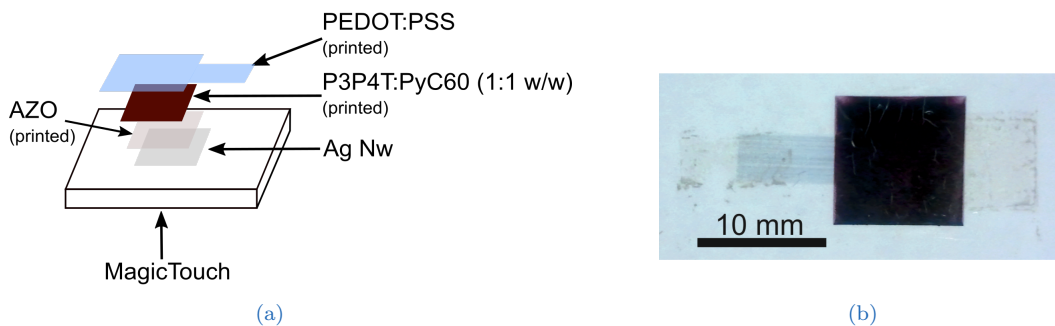 PEDOT:PSS
(printed)
P3P4T:PyC60 (1:1 w/w)
(printed)
AZO
(printed)
Ag Nw
MagicTouch
(a)
10 mm
(b)